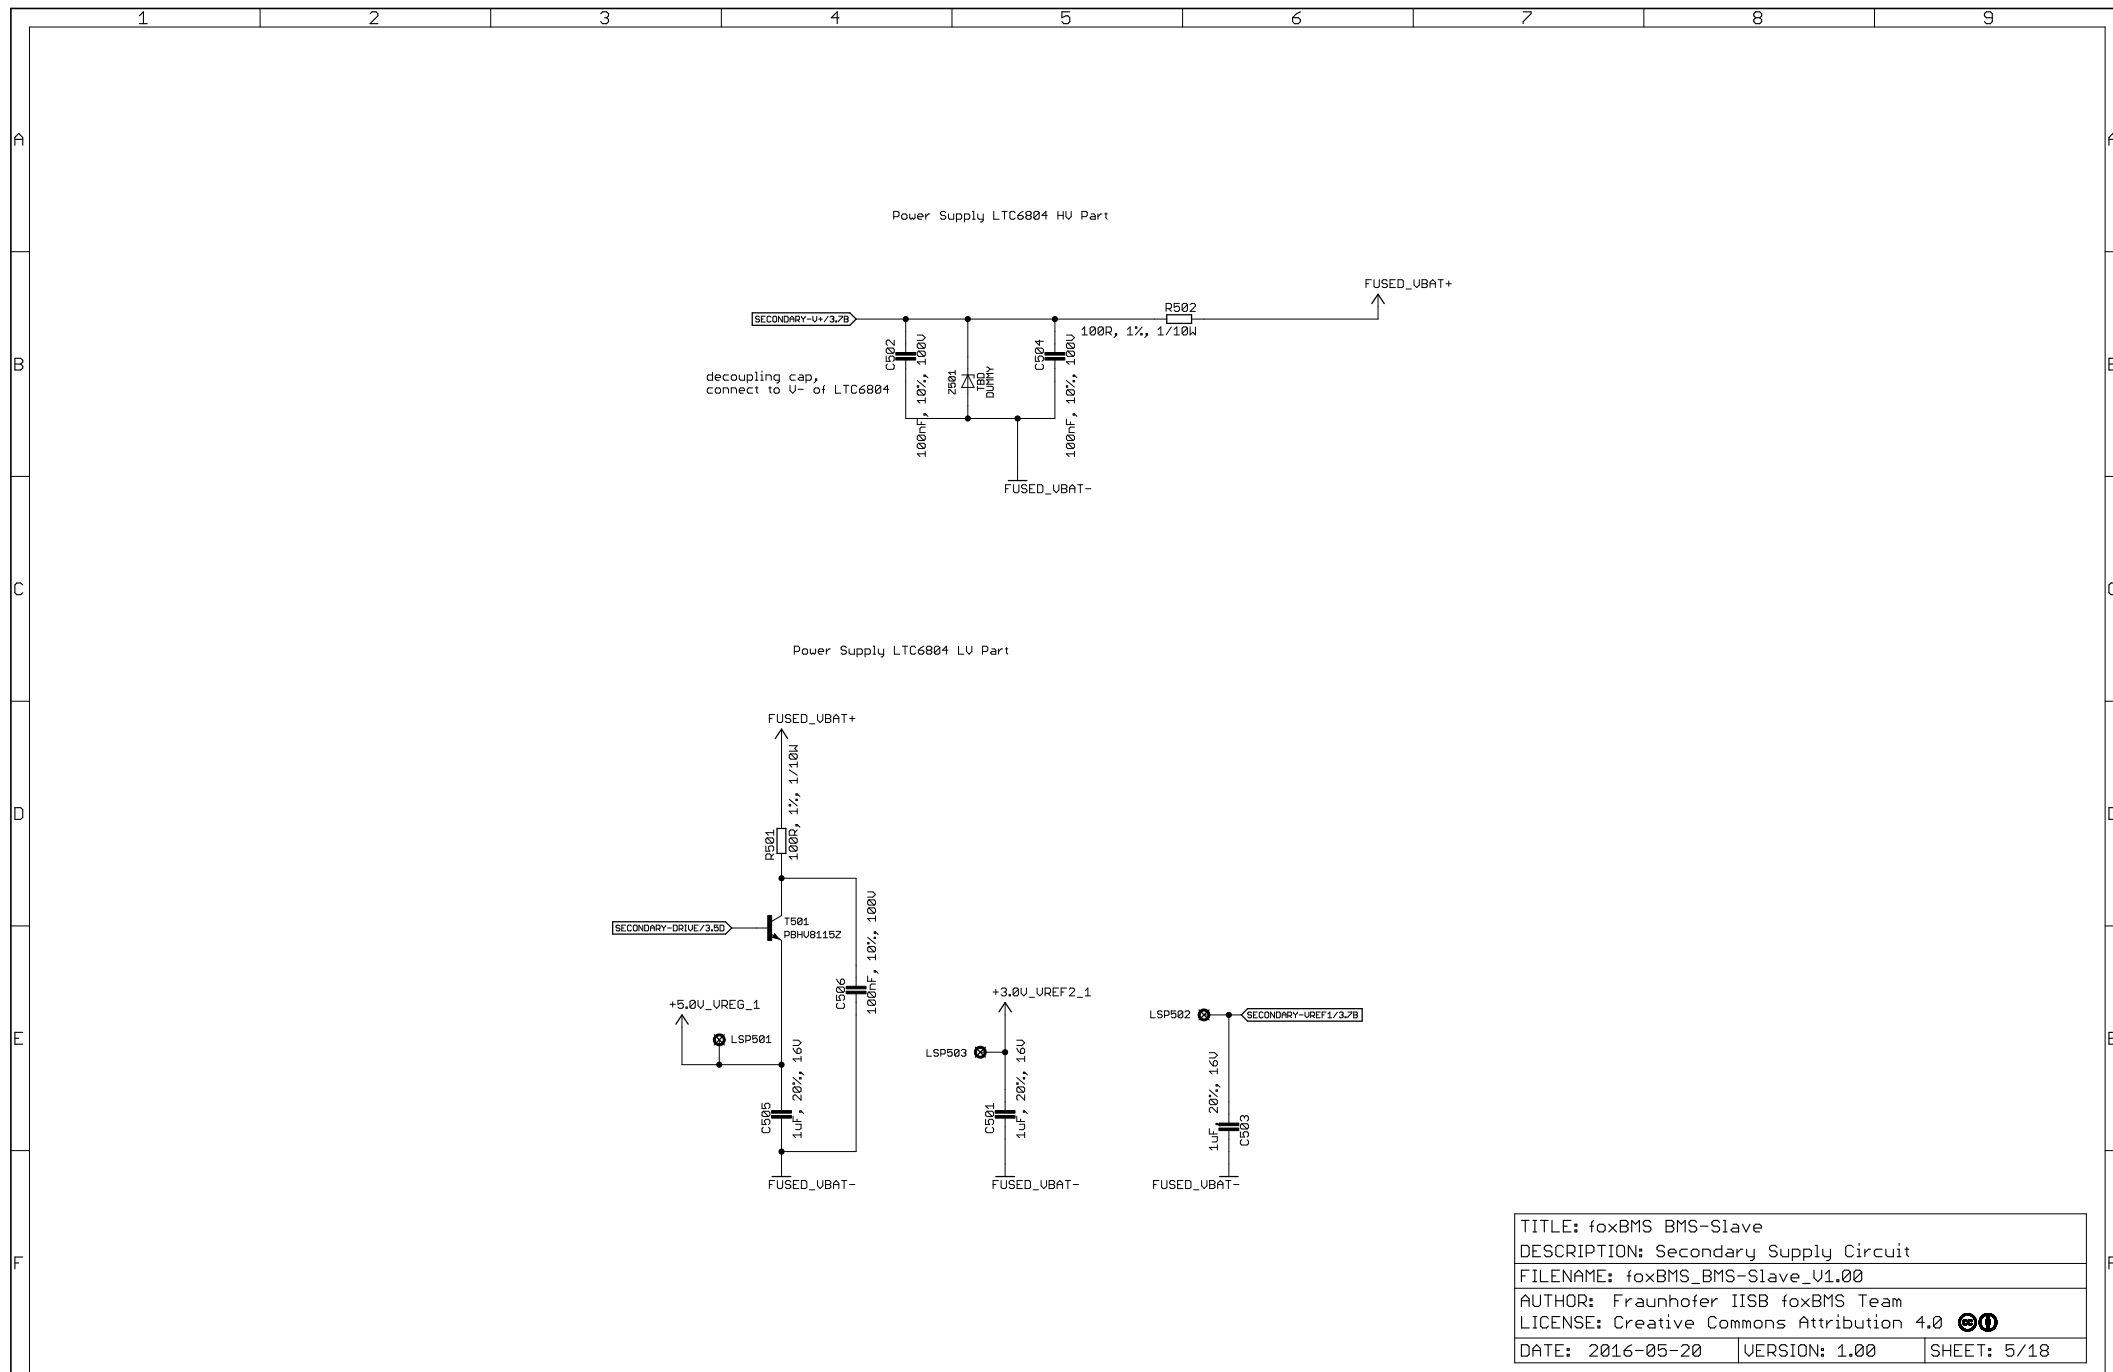 1 2 3 4 5 6 7 8 9
A A
Power Supply LTC6804 HV Part
FUSED_VBAT+
SECONDARY-V+/3.7B
R502
100R, 1%, 1/10W
B B
C502
100nF, 10%, 100V
Z501
TBD
DUMMY
C504
100nF, 10%, 100V
decoupling cap,
connect to V- of LTC6804
FUSED_VBAT-
C C
Power Supply LTC6804 LV Part
FUSED_VBAT+
D D
R501
100R, 1%, 1/10W
SECONDARY-DRIVE/3.5D
T501
PBHV8115Z
C506
100nF, 10%, 100V
+5.0V_VREG_1
LSP501
+3.0V_VREF2_1
LSP503
LSP502
SECONDARY-VREF1/3.7B
E E
C505
1uF, 20%, 16V
C501
1uF, 20%, 16V
1uF, 20%, 16V
C503
FUSED_VBAT-
FUSED_VBAT-
FUSED_VBAT-
F F
TITLE: foxBMS BMS-Slave
DESCRIPTION: Secondary Supply Circuit
FILENAME: foxBMS_BMS-Slave_V1.00
AUTHOR: Fraunhofer IISB foxBMS Team
LICENSE: Creative Commons Attribution 4.0 cc
DATE: 2016-05-20 VERSION: 1.00 SHEET: 5/18